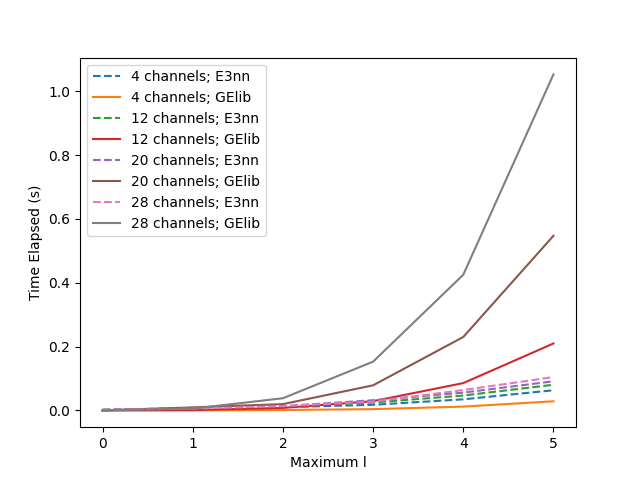 4 channels; E3nn
4 channels; GElib
12 channels; E3nn
12 channels; GElib
20 channels; E3nn
20 channels; GElib
28 channels; E3nn
28 channels; GElib
Time Elapsed (s)
1.0
0.8
0.6
0.4
0.2
0.0
0 1 2 3 4 5
Maximum l